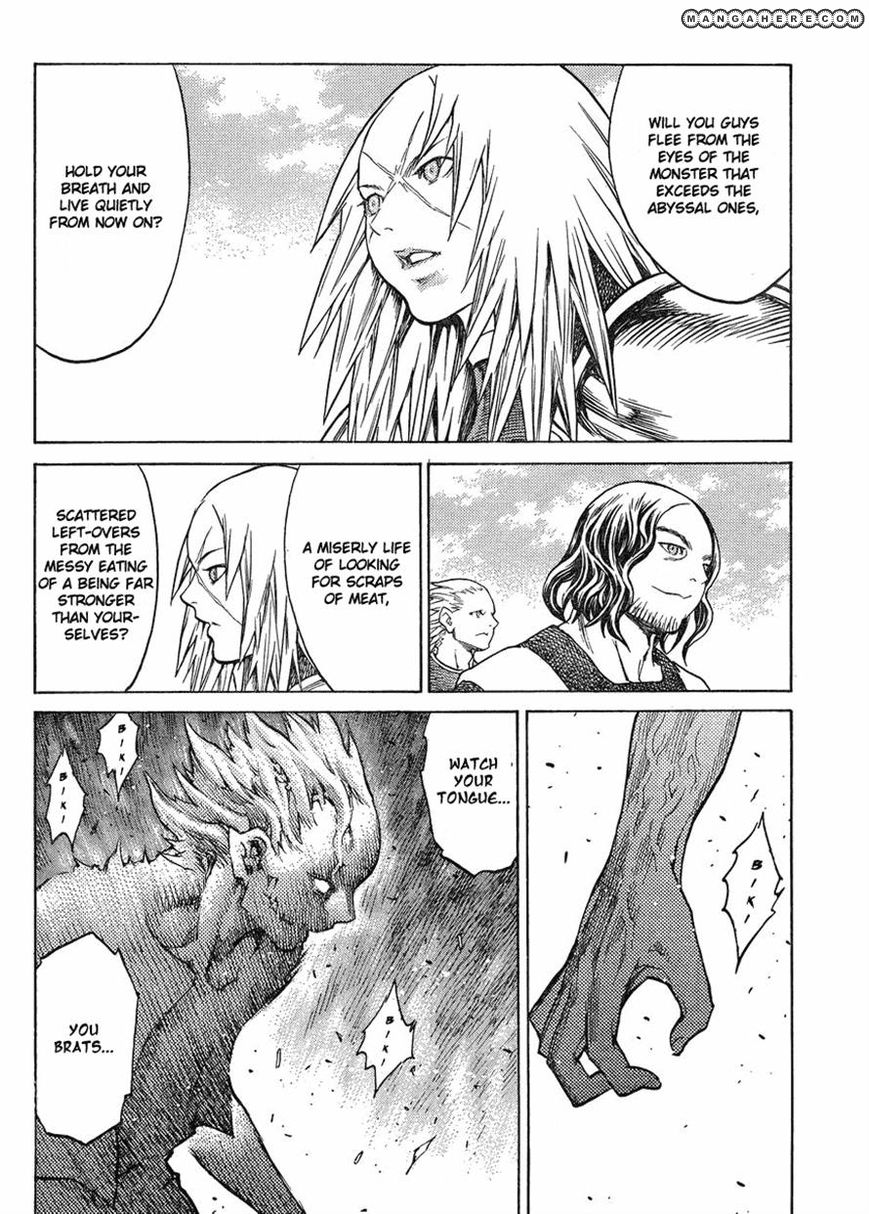 MANGAHERE.COM
WILL YOU GUYS
FLEE FROM THE
EYES OF THE
MONSTER THAT
EXCEEDS THE
ABYSSAL ONES,
HOLD YOUR
BREATH AND
LIVE QUIETLY
FROM NOW ON?
A MISERLY LIFE
OF LOOKING
FOR SCRAPS
OF MEAT,
SCATTERED
LEFT-OVERS
FROM THE
MESSY EATING
OF A BEING FAR
STRONGER
THAN YOUR-
SELVES?
BIKI
WATCH
YOUR
TONGUE...
BIKI
BIKI
BIKI
YOU
BRATS...